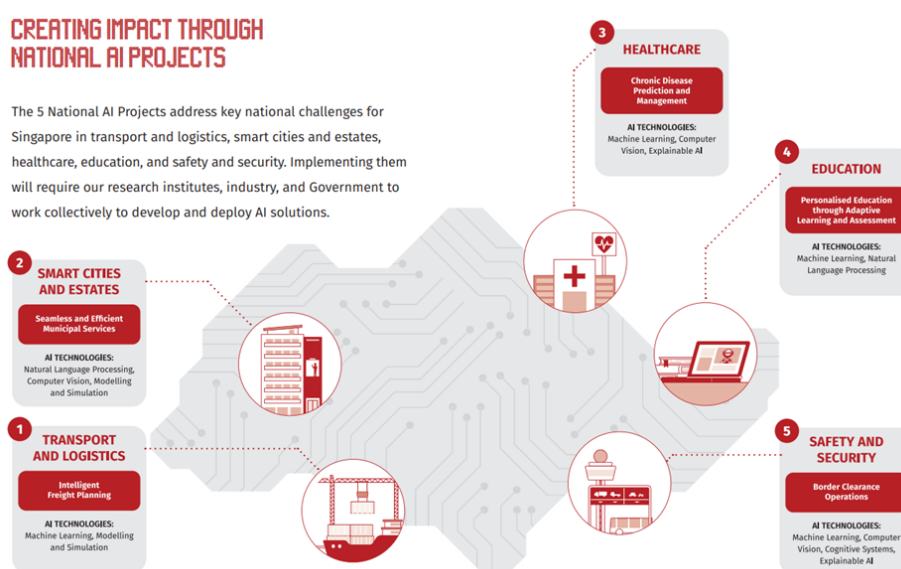 CREATING IMPACT THROUGH
NATIONAL AI PROJECTS
The 5 National AI Projects address key national challenges for
Singapore in transport and logistics, smart cities and estates,
healthcare, education, and safety and security. Implementing them
will require our research institutes, industry, and Government to
work collectively to develop and deploy AI solutions.
1
TRANSPORT
AND LOGISTICS
Intelligent
Freight Planning
AI TECHNOLOGIES:
Machine Learning, Modelling
and Simulation
2
SMART CITIES
AND ESTATES
Seamless and Efficient
Municipal Services
AI TECHNOLOGIES:
Natural Language Processing,
Computer Vision, Modelling
and Simulation
3
HEALTHCARE
Chronic Disease
Prediction and
Management
AI TECHNOLOGIES:
Machine Learning, Computer
Vision, Explainable AI
4
EDUCATION
Personalised Education
through Adaptive
Learning and Assessment
AI TECHNOLOGIES:
Machine Learning, Natural
Language Processing
5
SAFETY AND
SECURITY
Border Clearance
Operations
AI TECHNOLOGIES:
Machine Learning, Computer
Vision, Cognitive Systems,
Explainable AI